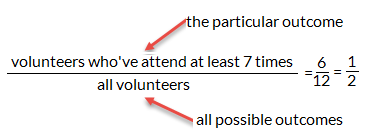 the particular outcome
volunteers who've attend at least 7 times
all volunteers
= 6/12 = 1/2
all possible outcomes